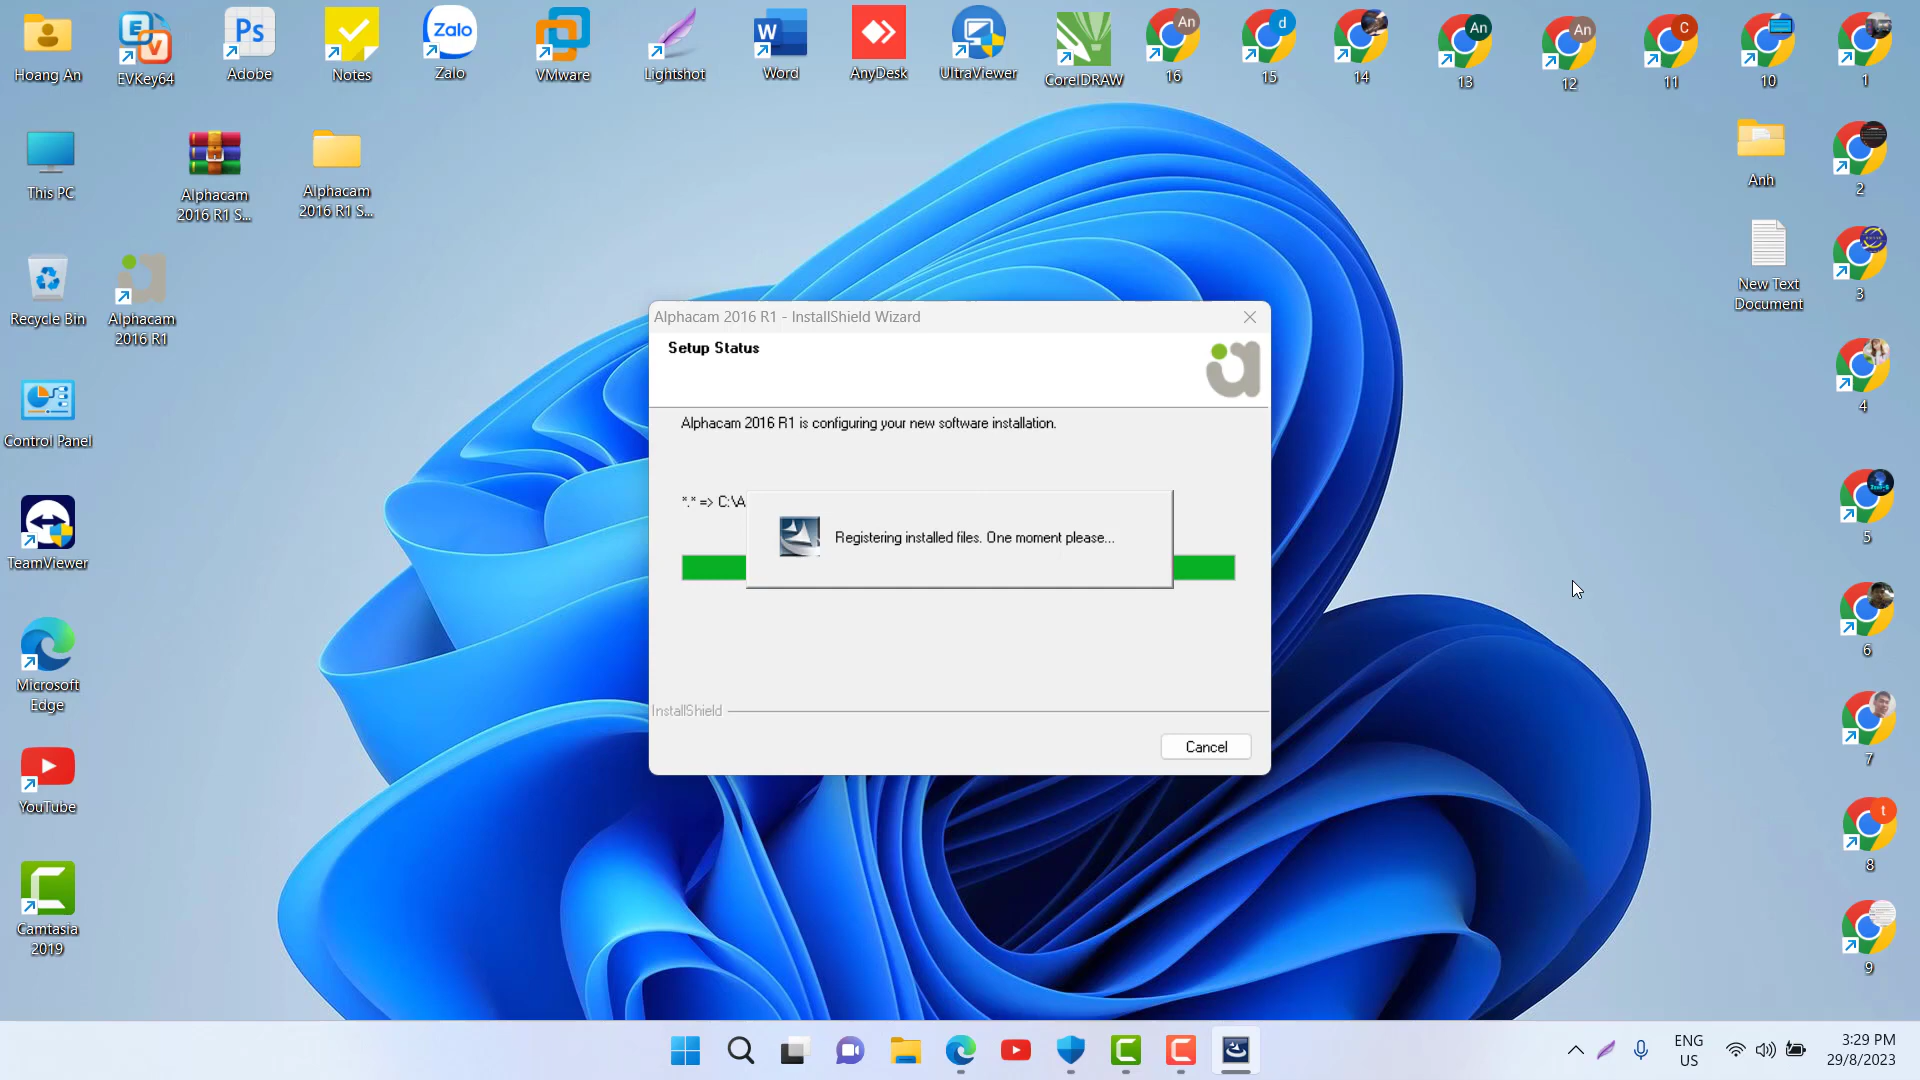 Hoang An
EVKey64
Adobe
Notes
Zalo
VMware
Lightshot
Word
AnyDesk
UltraViewer
CorelDRAW
16
15
14
13
12
11
10
1
This PC
Alphacam
2016 R1 S...
Alphacam
2016 R1 S...
Anh
2
Recycle Bin
Alphacam
2016 R1
New Text
Document
3
Control Panel
4
TeamViewer
5
Microsoft
Edge
6
YouTube
7
8
Camtasia
2019
9
Alphacam 2016 R1 - InstallShield Wizard
Setup Status
Alphacam 2016 R1 is configuring your new software installation.
*.* => C:\A
Registering installed files. One moment please...
InstallShield
Cancel
ENG
US
3:29 PM
29/8/2023